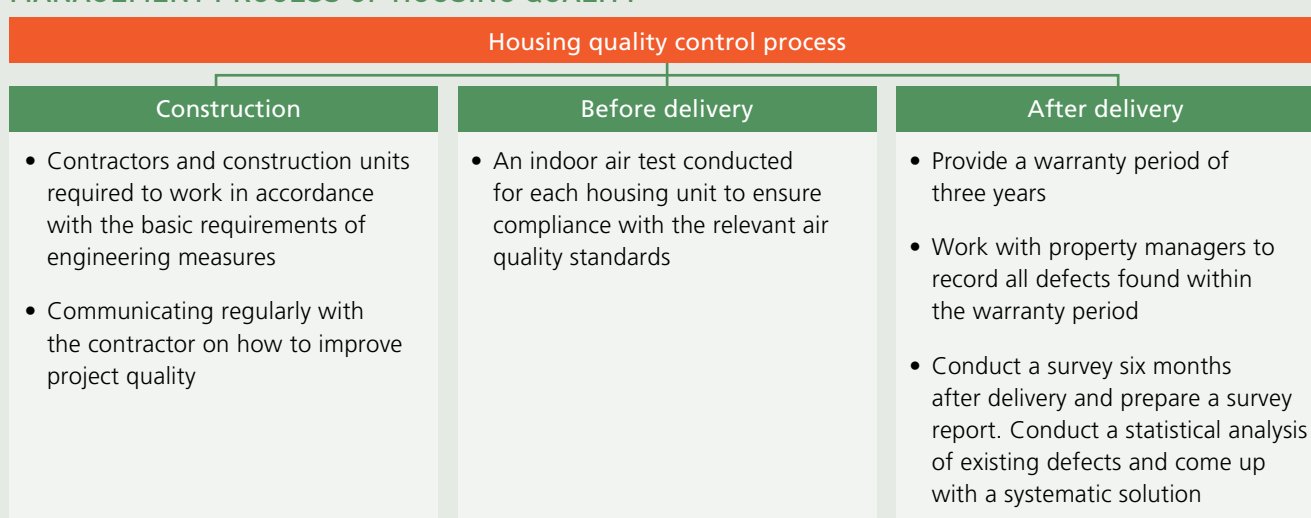 MANAGEMENT PROCESS OF HOUSING QUALITY
Housing quality control process
Construction
• Contractors and construction units
required to work in accordance
with the basic requirements of
engineering measures
• Communicating regularly with
the contractor on how to improve
project quality
Before delivery
• An indoor air test conducted
for each housing unit to ensure
compliance with the relevant air
quality standards
After delivery
• Provide a warranty period of
three years
• Work with property managers to
record all defects found within
the warranty period
• Conduct a survey six months
after delivery and prepare a survey
report. Conduct a statistical analysis
of existing defects and come up
with a systematic solution